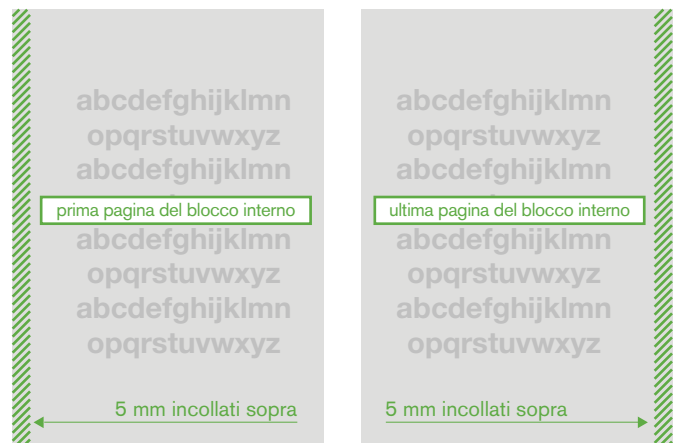 abcdefghijklmn
opqrstuvwxyz
abcdefghijklmn
prima pagina del blocco interno
abcdefghijklmn
opqrstuvwxyz
abcdefghijklmn
opqrstuvwxyz
5 mm incollati sopra
abcdefghijklmn
opqrstuvwxyz
abcdefghijklmn
ultima pagina del blocco interno
abcdefghijklmn
opqrstuvwxyz
abcdefghijklmn
opqrstuvwxyz
5 mm incollati sopra